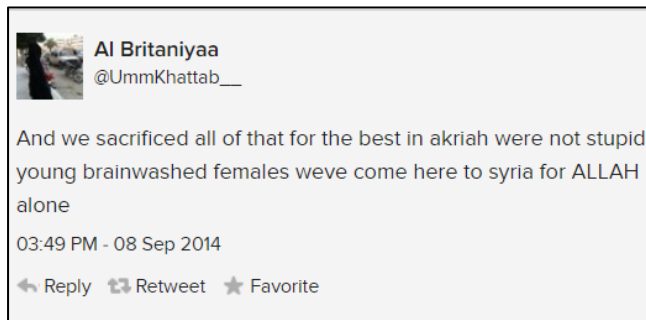 Al Britaniyaa
@UmmKhattab__
And we sacrificed all of that for the best in akriah were not stupid
young brainwashed females weve come here to syria for ALLAH
alone
03:49 PM - 08 Sep 2014
Reply Retweet Favorite